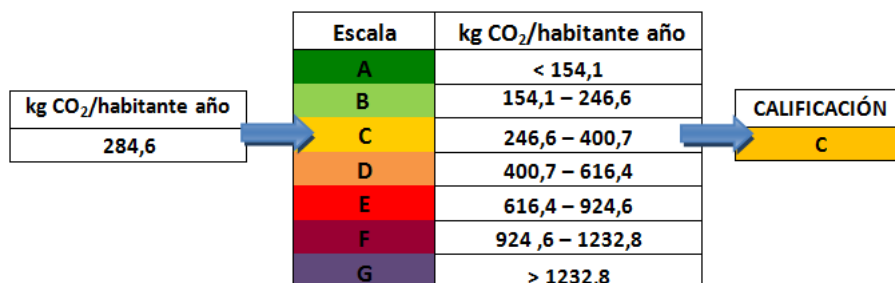 kg CO₂/habitante año
284,6
Escala kg CO₂/habitante año
A < 154,1
B 154,1 – 246,6
C 246,6 – 400,7
D 400,7 – 616,4
E 616,4 – 924,6
F 924 ,6 – 1232,8
G > 1232,8
CALIFICACIÓN
C